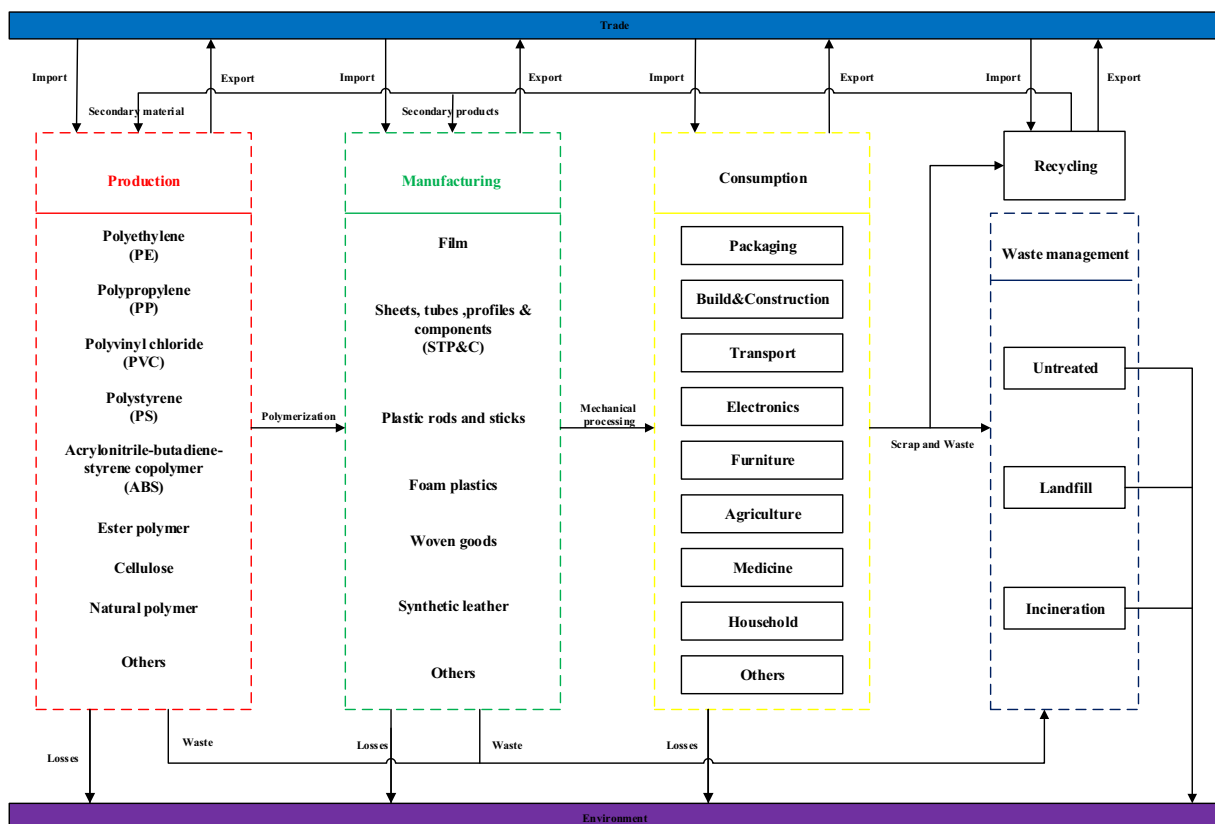 Trade
Import
Export
Import
Export
Import
Export
Import
Export
Secondary material
Secondary products
Production
Polyethylene
(PE)
Polypropylene
(PP)
Polyvinyl chloride
(PVC)
Polystyrene
(PS)
Acrylonitrile-butadiene-
styrene copolymer
(ABS)
Ester polymer
Cellulose
Natural polymer
Others
Polymerization
Manufacturing
Film
Sheets, tubes ,profiles &
components
(STP&C)
Plastic rods and sticks
Foam plastics
Woven goods
Synthetic leather
Others
Mechanical
processing
Consumption
Packaging
Build&Construction
Transport
Electronics
Furniture
Agriculture
Medicine
Household
Others
Scrap and Waste
Recycling
Waste management
Untreated
Landfill
Incineration
Losses
Waste
Losses
Waste
Losses
Environment